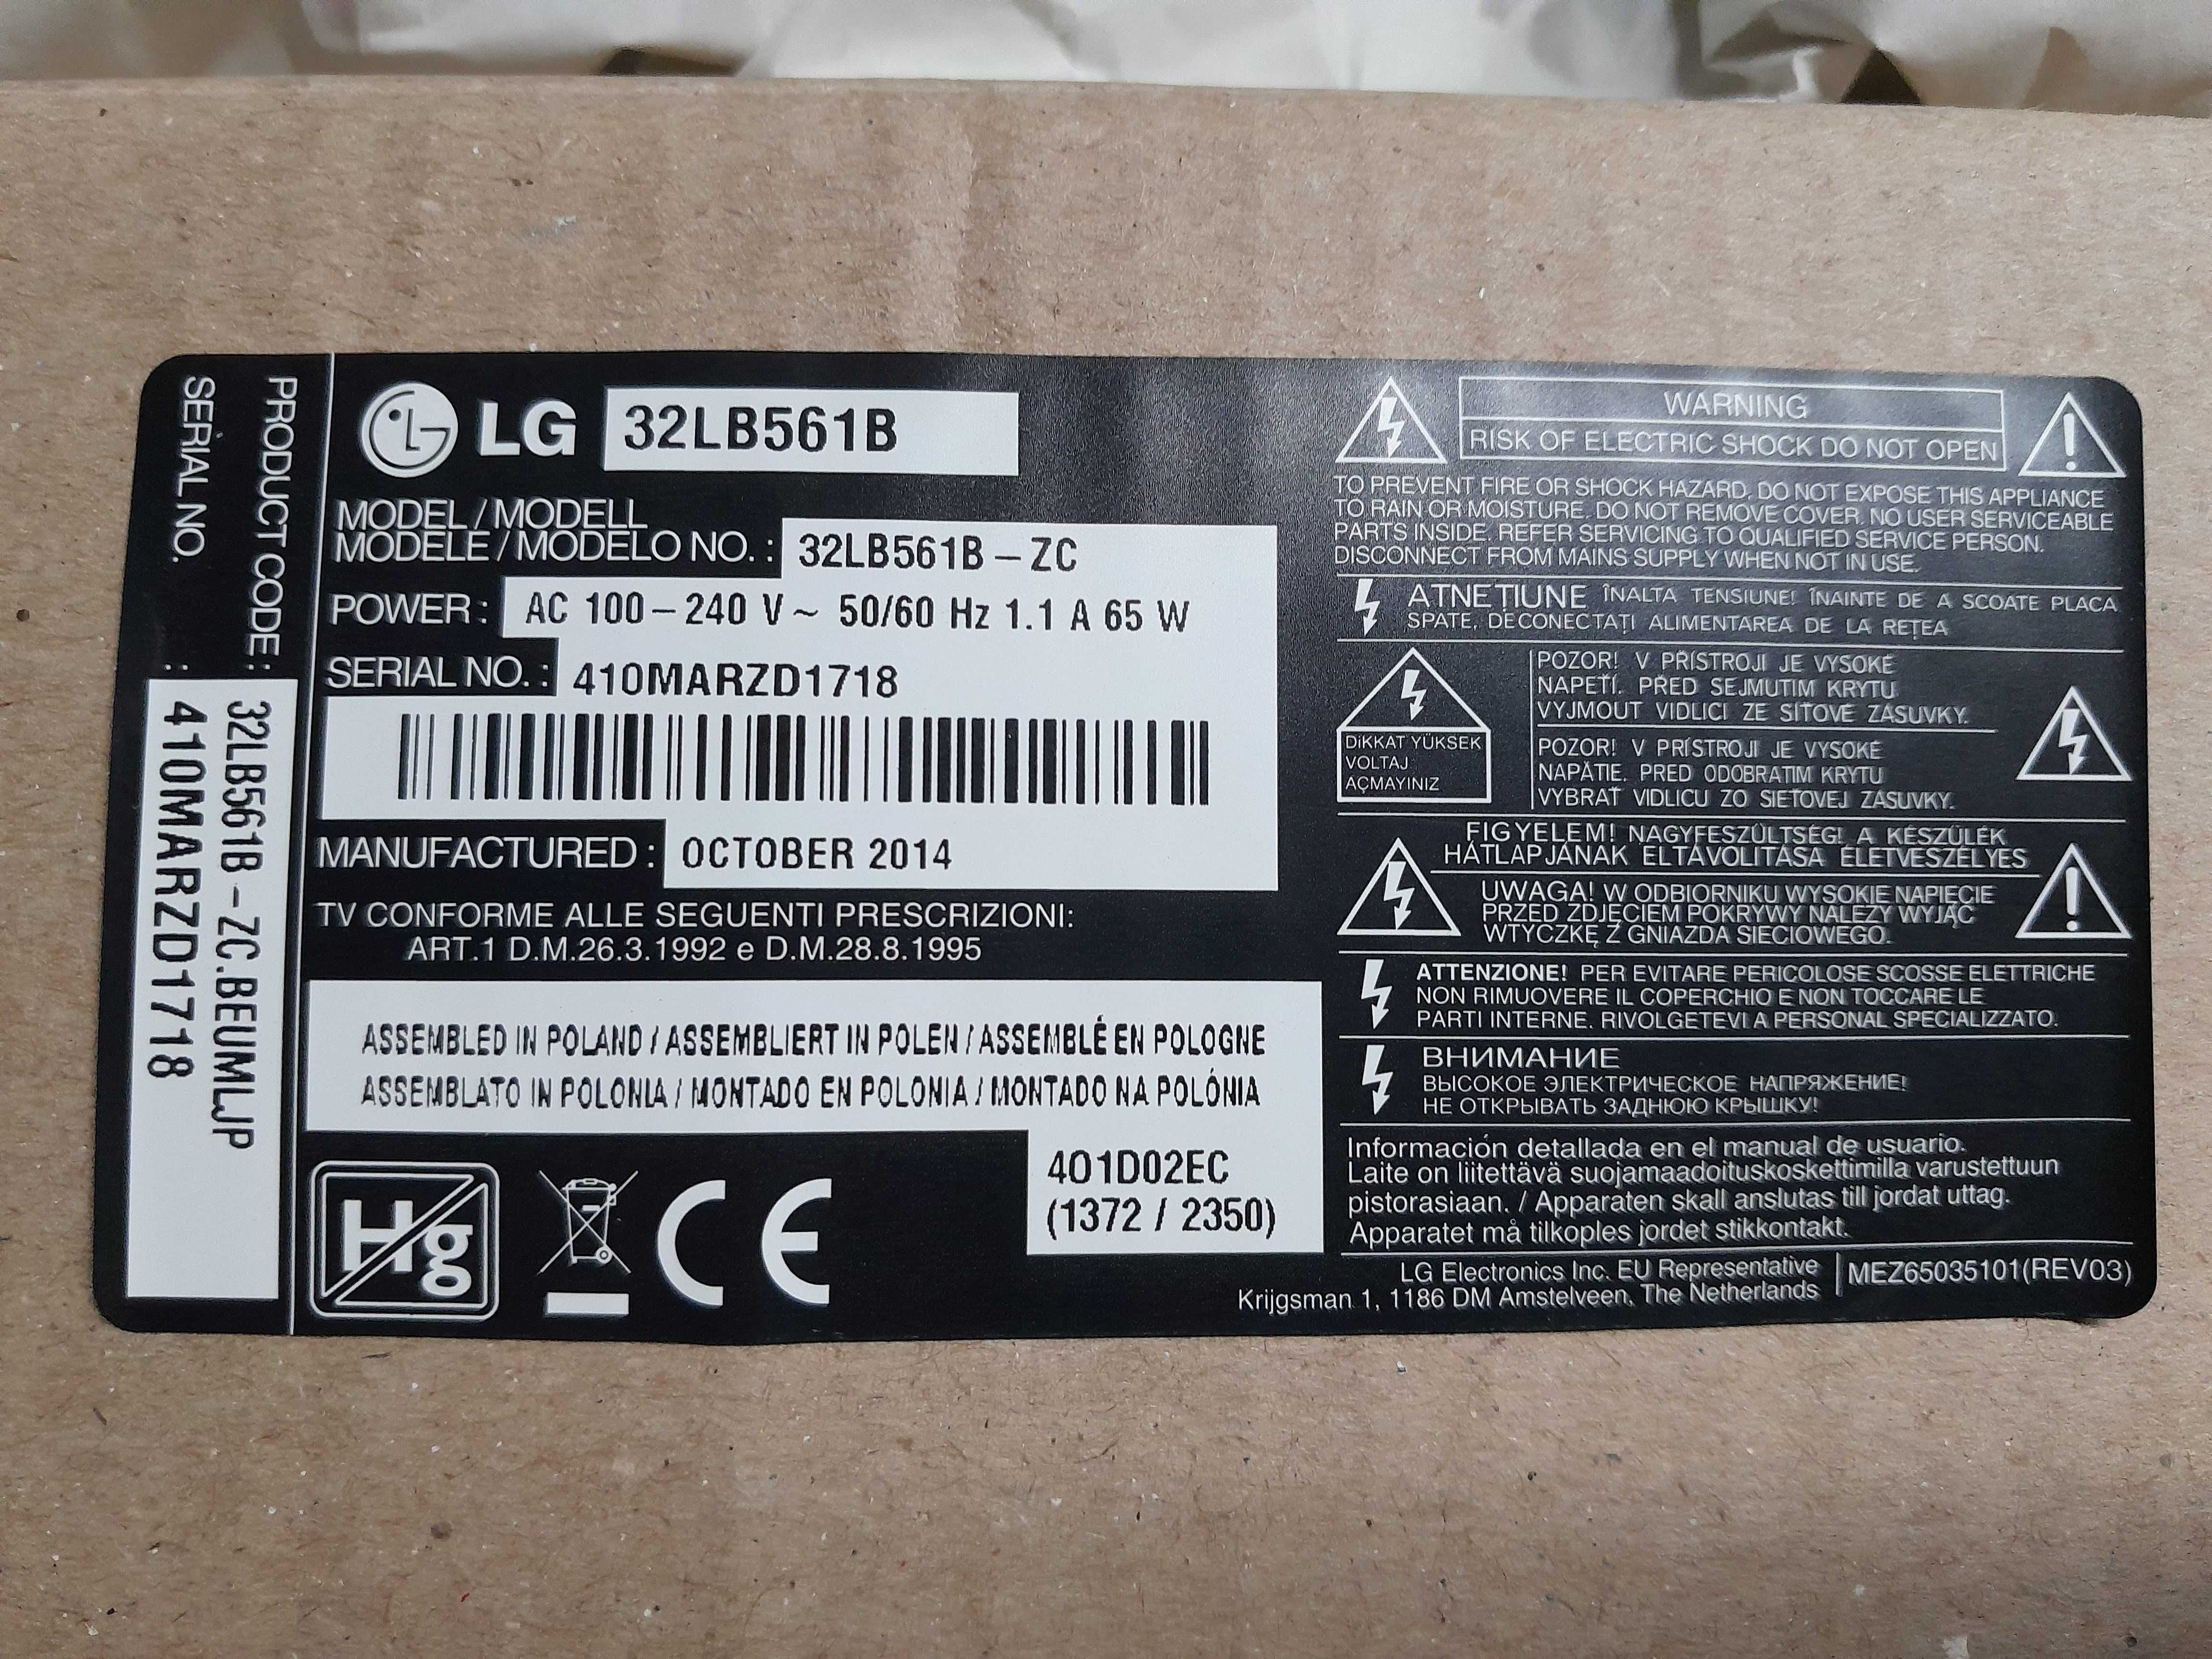 PRODUCT CODE : 32LB561B-ZC.BEUMLJP
SERIAL NO. : 410MARZD1718
LG 32LB561B
MODEL / MODELL
MODELE / MODELO NO. : 32LB561B-ZC
POWER : AC 100-240 V~ 50/60 Hz 1.1 A 65 W
SERIAL NO. : 410MARZD1718
MANUFACTURED : OCTOBER 2014
TV CONFORME ALLE SEGUENTI PRESCRIZIONI:
ART.1 D.M.26.3.1992 e D.M.28.8.1995
ASSEMBLED IN POLAND / ASSEMBLIERT IN POLEN / ASSEMBLÉ EN POLOGNE
ASSEMBLATO IN POLONIA / MONTADO EN POLONIA / MONTADO NA POLÓNIA
Hg
CE
401D02EC
(1372 / 2350)
WARNING
RISK OF ELECTRIC SHOCK DO NOT OPEN
TO PREVENT FIRE OR SHOCK HAZARD, DO NOT EXPOSE THIS APPLIANCE
TO RAIN OR MOISTURE. DO NOT REMOVE COVER. NO USER SERVICEABLE
PARTS INSIDE. REFER SERVICING TO QUALIFIED SERVICE PERSON.
DISCONNECT FROM MAINS SUPPLY WHEN NOT IN USE.
ATNEŢIUNE ÎNALTA TENSIUNE! ÎNAINTE DE A SCOATE PLACA
SPATE, DECONECTAŢI ALIMENTAREA DE LA REŢEA
DiKKAT YÜKSEK
VOLTAJ
AÇMAYINIZ
POZOR! V PŘÍSTROJI JE VYSOKÉ
NAPĚTÍ. PŘED SEJMUTIM KRYTU
VYJMOUT VIDLICI ZE SÍŤOVÉ ZÁSUVKY.
POZOR! V PRÍSTROJI JE VYSOKÉ
NAPÄTIE. PRED ODOBRATIM KRYTU
VYBRAŤ VIDLICU ZO SIEŤOVEJ ZÁSUVKY.
FIGYELEM! NAGYFESZÜLTSÉG! A KÉSZÜLÉK
HÁTLAPJÁNAK ELTÁVOLÍTÁSA ÉLETVESZÉLYES
UWAGA! W ODBIORNIKU WYSOKIE NAPIĘCIE
PRZED ZDJĘCIEM POKRYWY NALEŻY WYJĄĆ
WTYCZKĘ Z GNIAZDA SIECIOWEGO.
ATTENZIONE! PER EVITARE PERICOLOSE SCOSSE ELETTRICHE
NON RIMUOVERE IL COPERCHIO E NON TOCCARE LE
PARTI INTERNE. RIVOLGETEVI A PERSONAL SPECIALIZZATO.
ВНИМАНИЕ
ВЫСОКОЕ ЭЛЕКТРИЧЕСКОЕ НАПРЯЖЕНИЕ!
НЕ ОТКРЫВАТЬ ЗАДНЮЮ КРЫШКУ!
Información detallada en el manual de usuario.
Laite on liitettävä suojamaadoituskoskettimilla varustettuun
pistorasiaan. / Apparaten skall anslutas till jordat uttag.
Apparatet må tilkoples jordet stikkontakt.
LG Electronics Inc. EU Representative
Krijgsman 1, 1186 DM Amstelveen, The Netherlands
MEZ65035101(REV03)